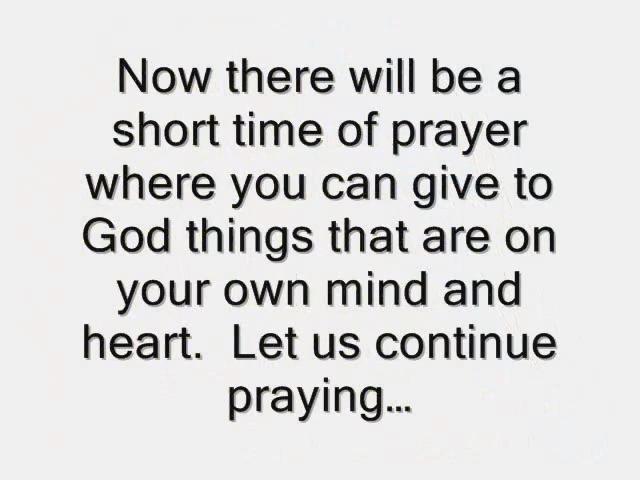 Now there will be a
short time of prayer
where you can give to
God things that are on
your own mind and
heart.  Let us continue
praying…